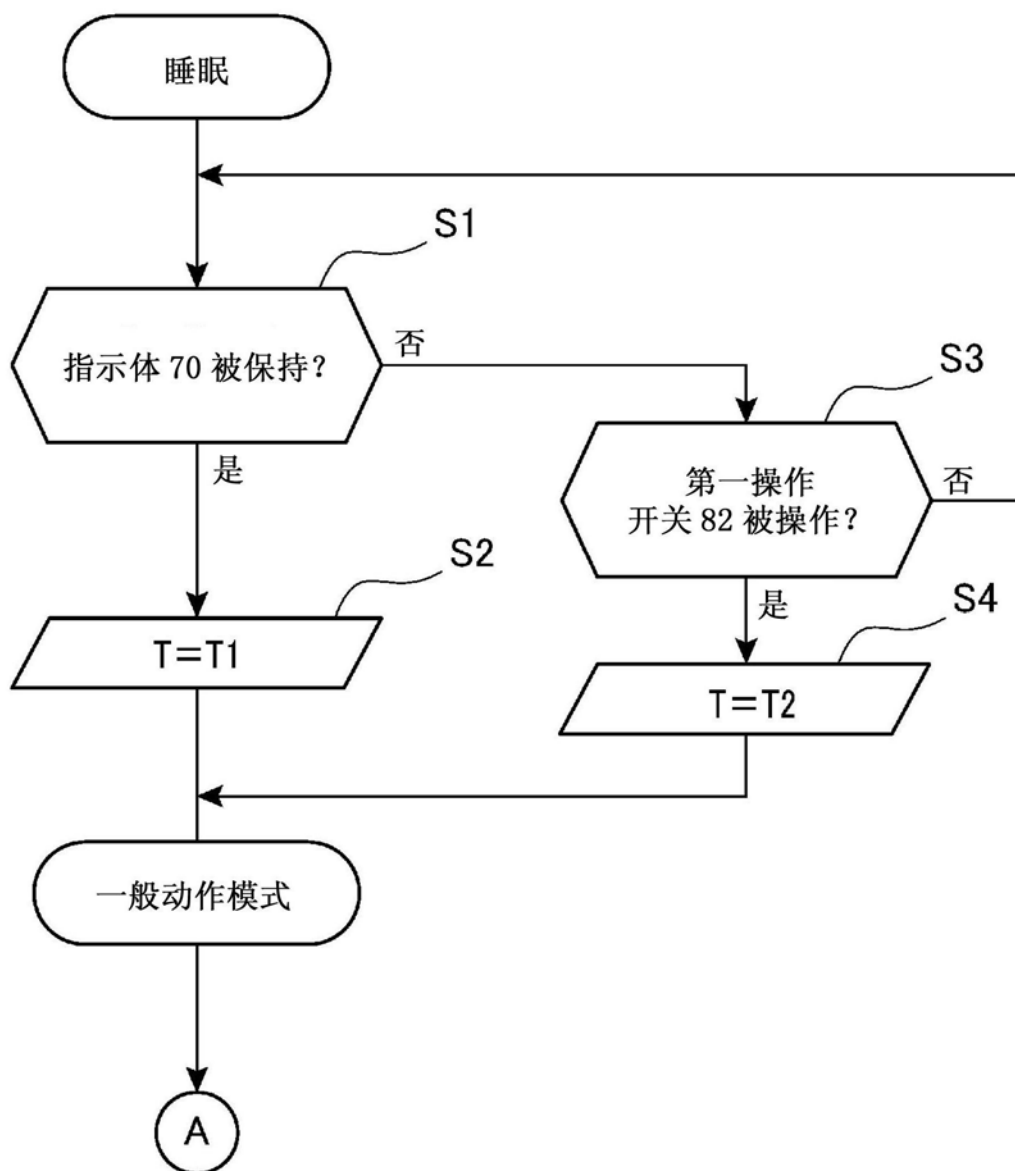 睡眠
S1
指示体 70 被保持?
否
是
S3
第一操作
开关 82 被操作?
否
是
S2
T=T1
S4
T=T2
一般动作模式
A